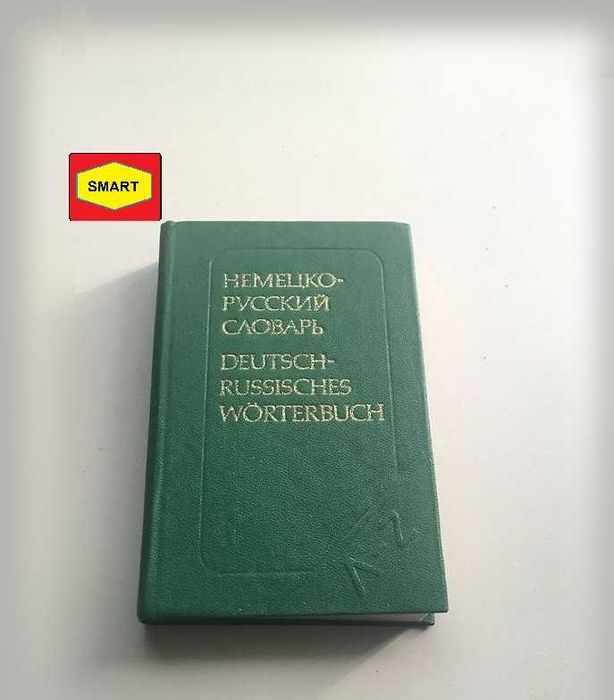 SMART
НЕМЕЦКО-
РУССКИЙ
СЛОВАРЬ
DEUTSCH-
RUSSISCHES
WÖRTERBUCH